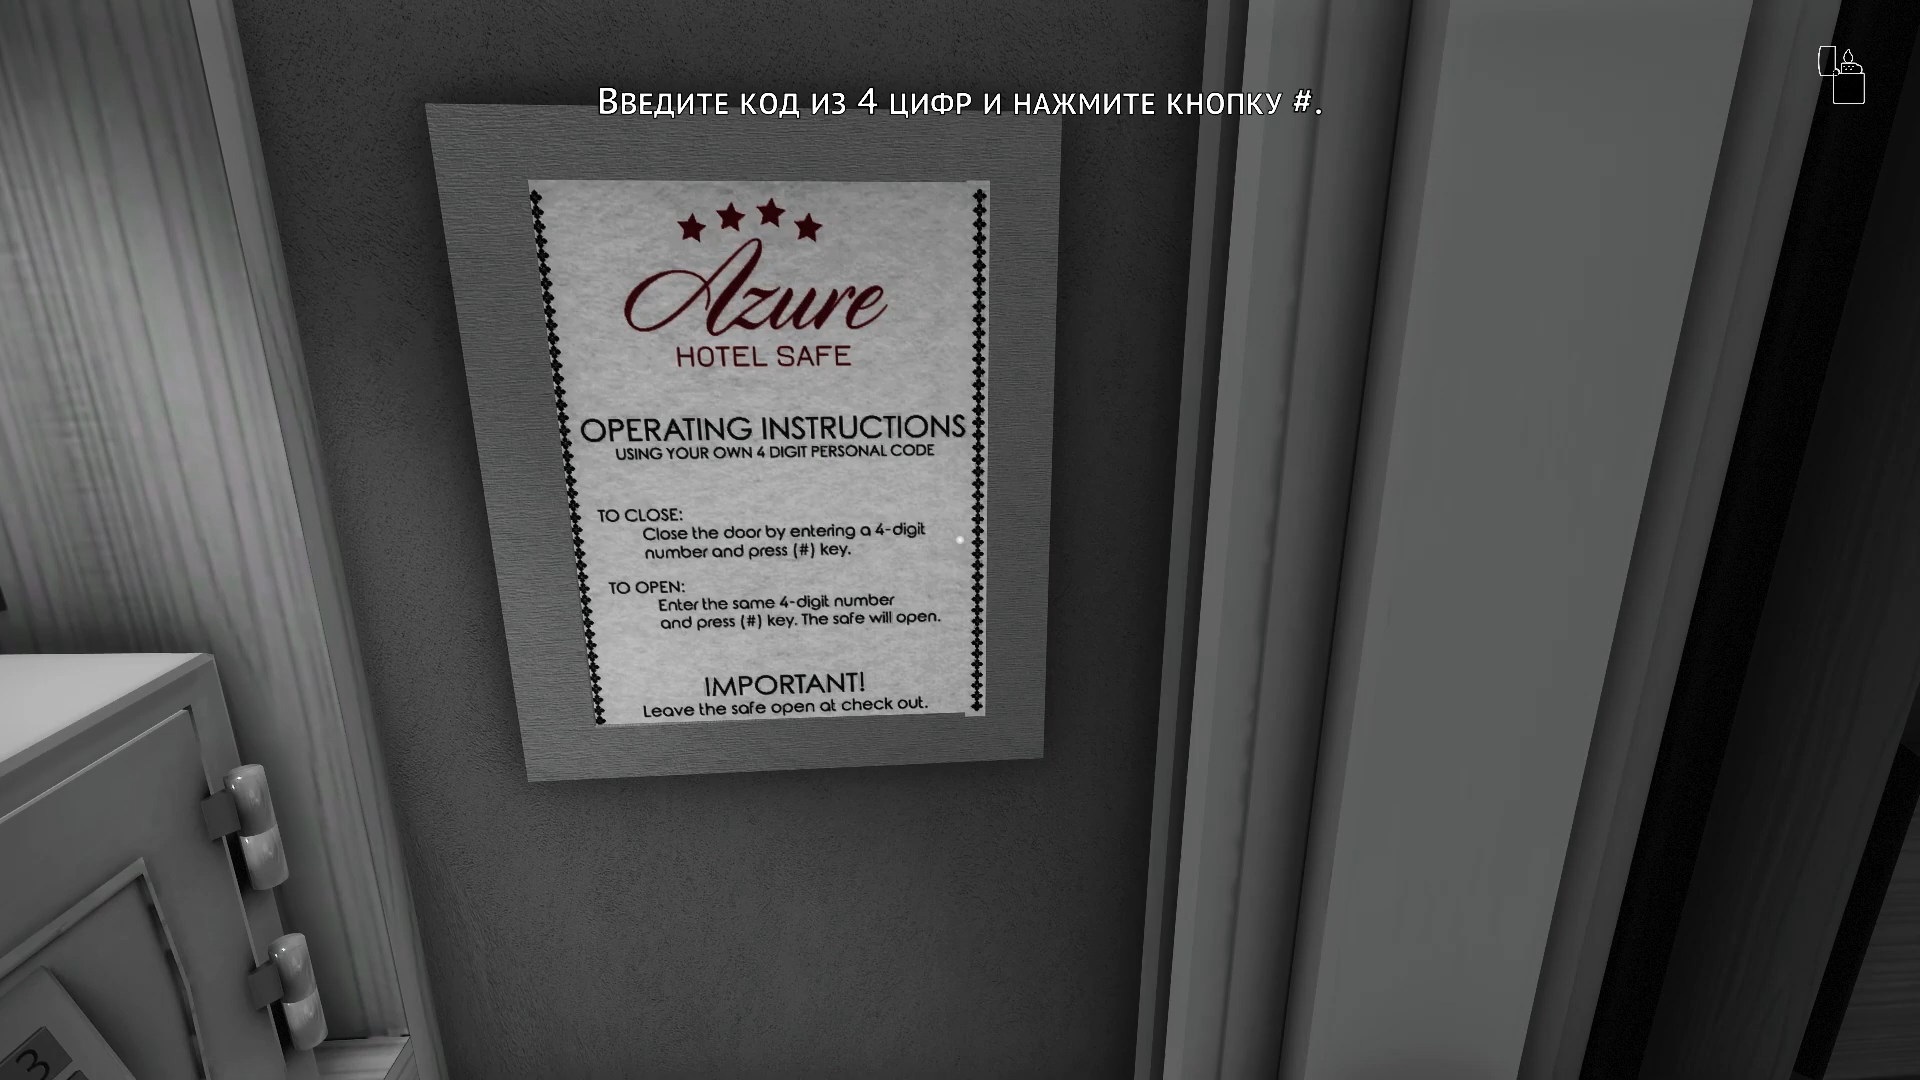 Введите код из 4 цифр и нажмите кнопку #.
Azure
HOTEL SAFE
OPERATING INSTRUCTIONS
USING YOUR OWN 4 DIGIT PERSONAL CODE
TO CLOSE:
Close the door by entering a 4-digit
number and press (#) key.
TO OPEN:
Enter the same 4-digit number
and press (#) key. The safe will open.
IMPORTANT!
Leave the safe open at check out.
3